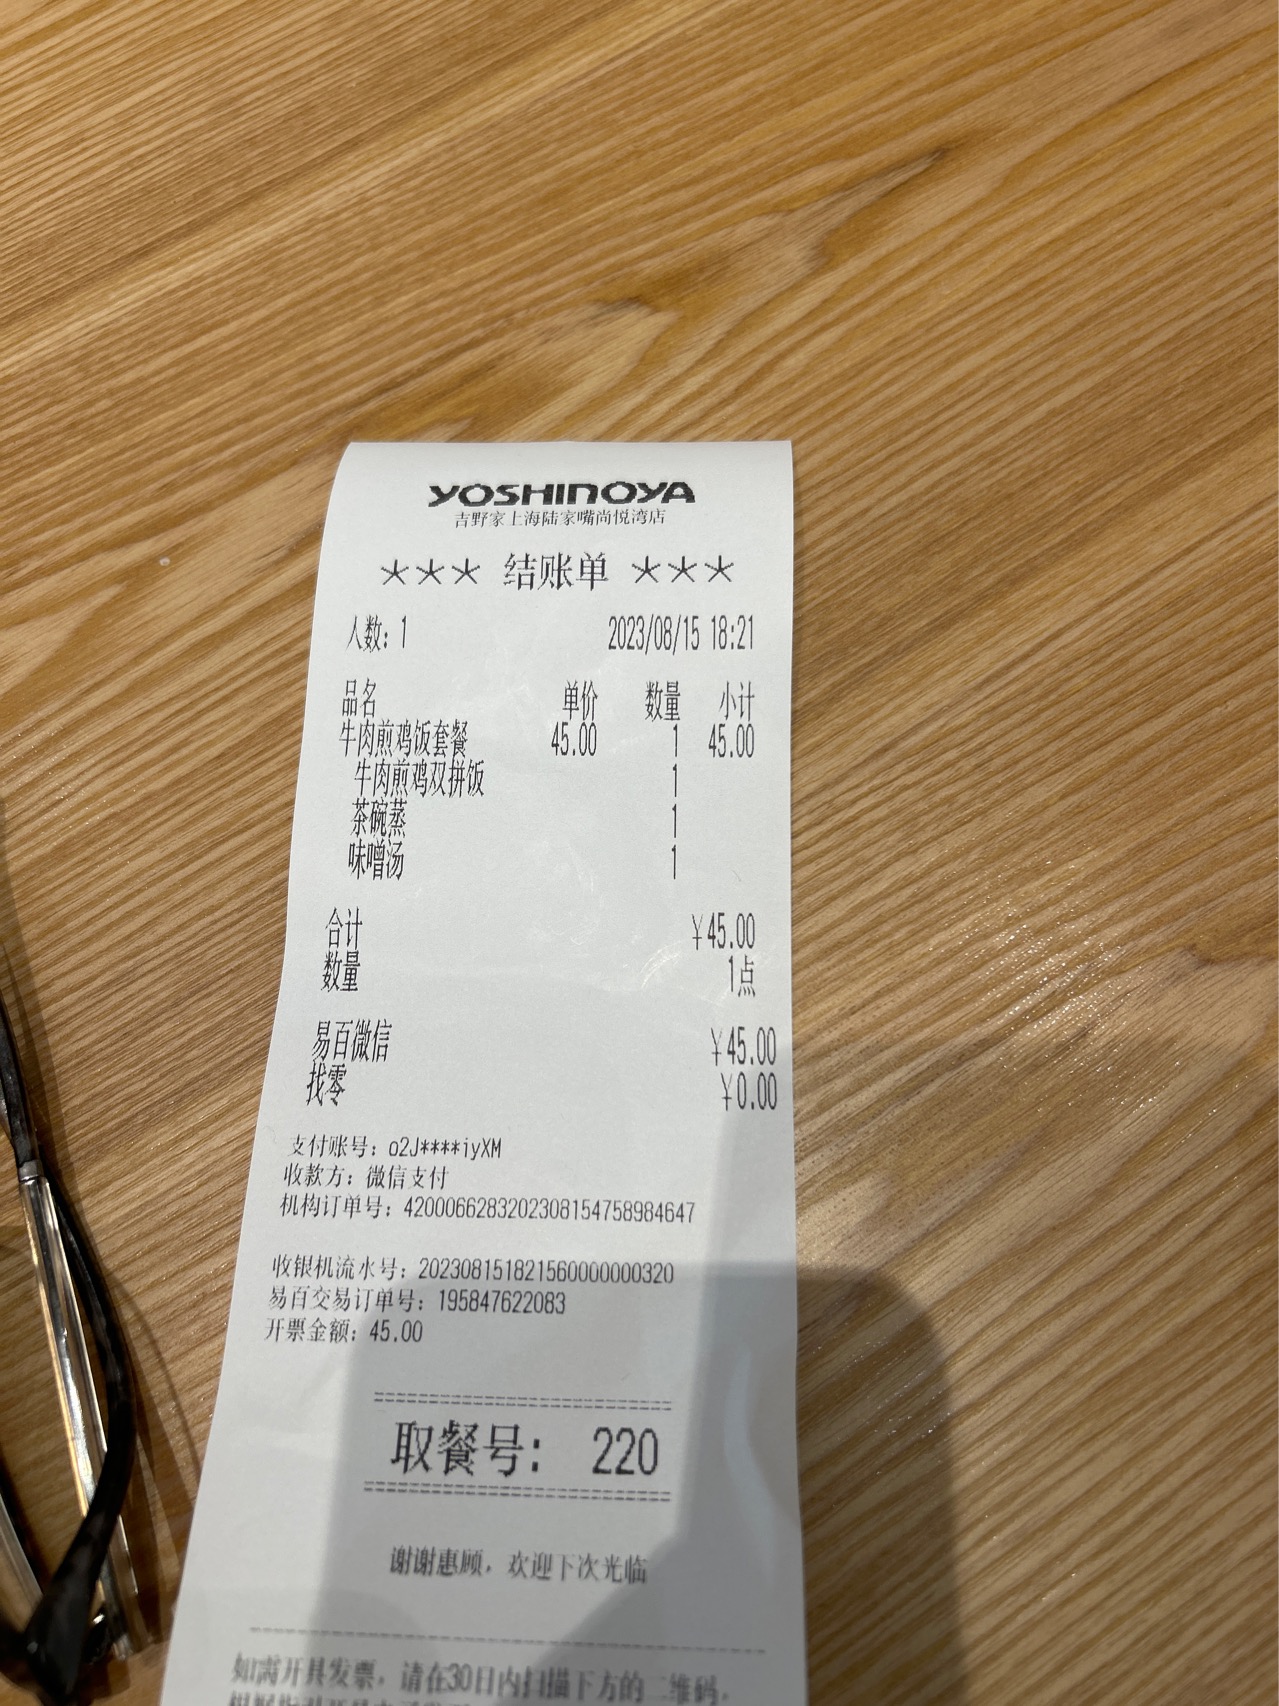 YOSHINOYA
吉野家上海陆家嘴尚悦湾店
*** 结账单 ***
人数: 1 2023/08/15 18:21
品名 单价 数量 小计
牛肉煎鸡饭套餐 45.00 1 45.00
牛肉煎鸡双拼饭 1
茶碗蒸 1
味噌汤 1
合计 ¥45.00
数量 1点
易百微信 ¥45.00
找零 ¥0.00
支付账号: o2J****iyXM
收款方: 微信支付
机构订单号: 4200066283202308154758984647
收银机流水号: 2023081518215600000​00320
易百交易订单号: 195847622083
开票金额: 45.00
取餐号: 220
谢谢惠顾, 欢迎下次光临
如需开具发票, 请在30日内扫描下方的二维码,